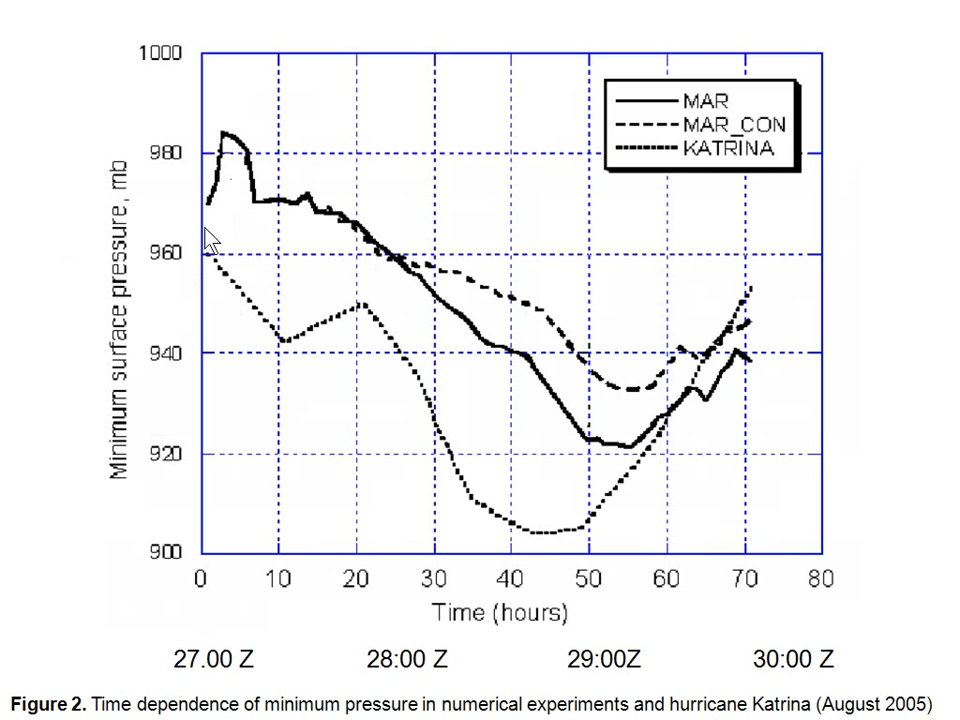 1000
980
960
940
920
900
Minimum surface pressure, mb
MAR
MAR_CON
KATRINA
0 10 20 30 40 50 60 70 80
Time (hours)
27.00 Z 28:00 Z 29:00Z 30:00 Z
Figure 2. Time dependence of minimum pressure in numerical experiments and hurricane Katrina (August 2005)